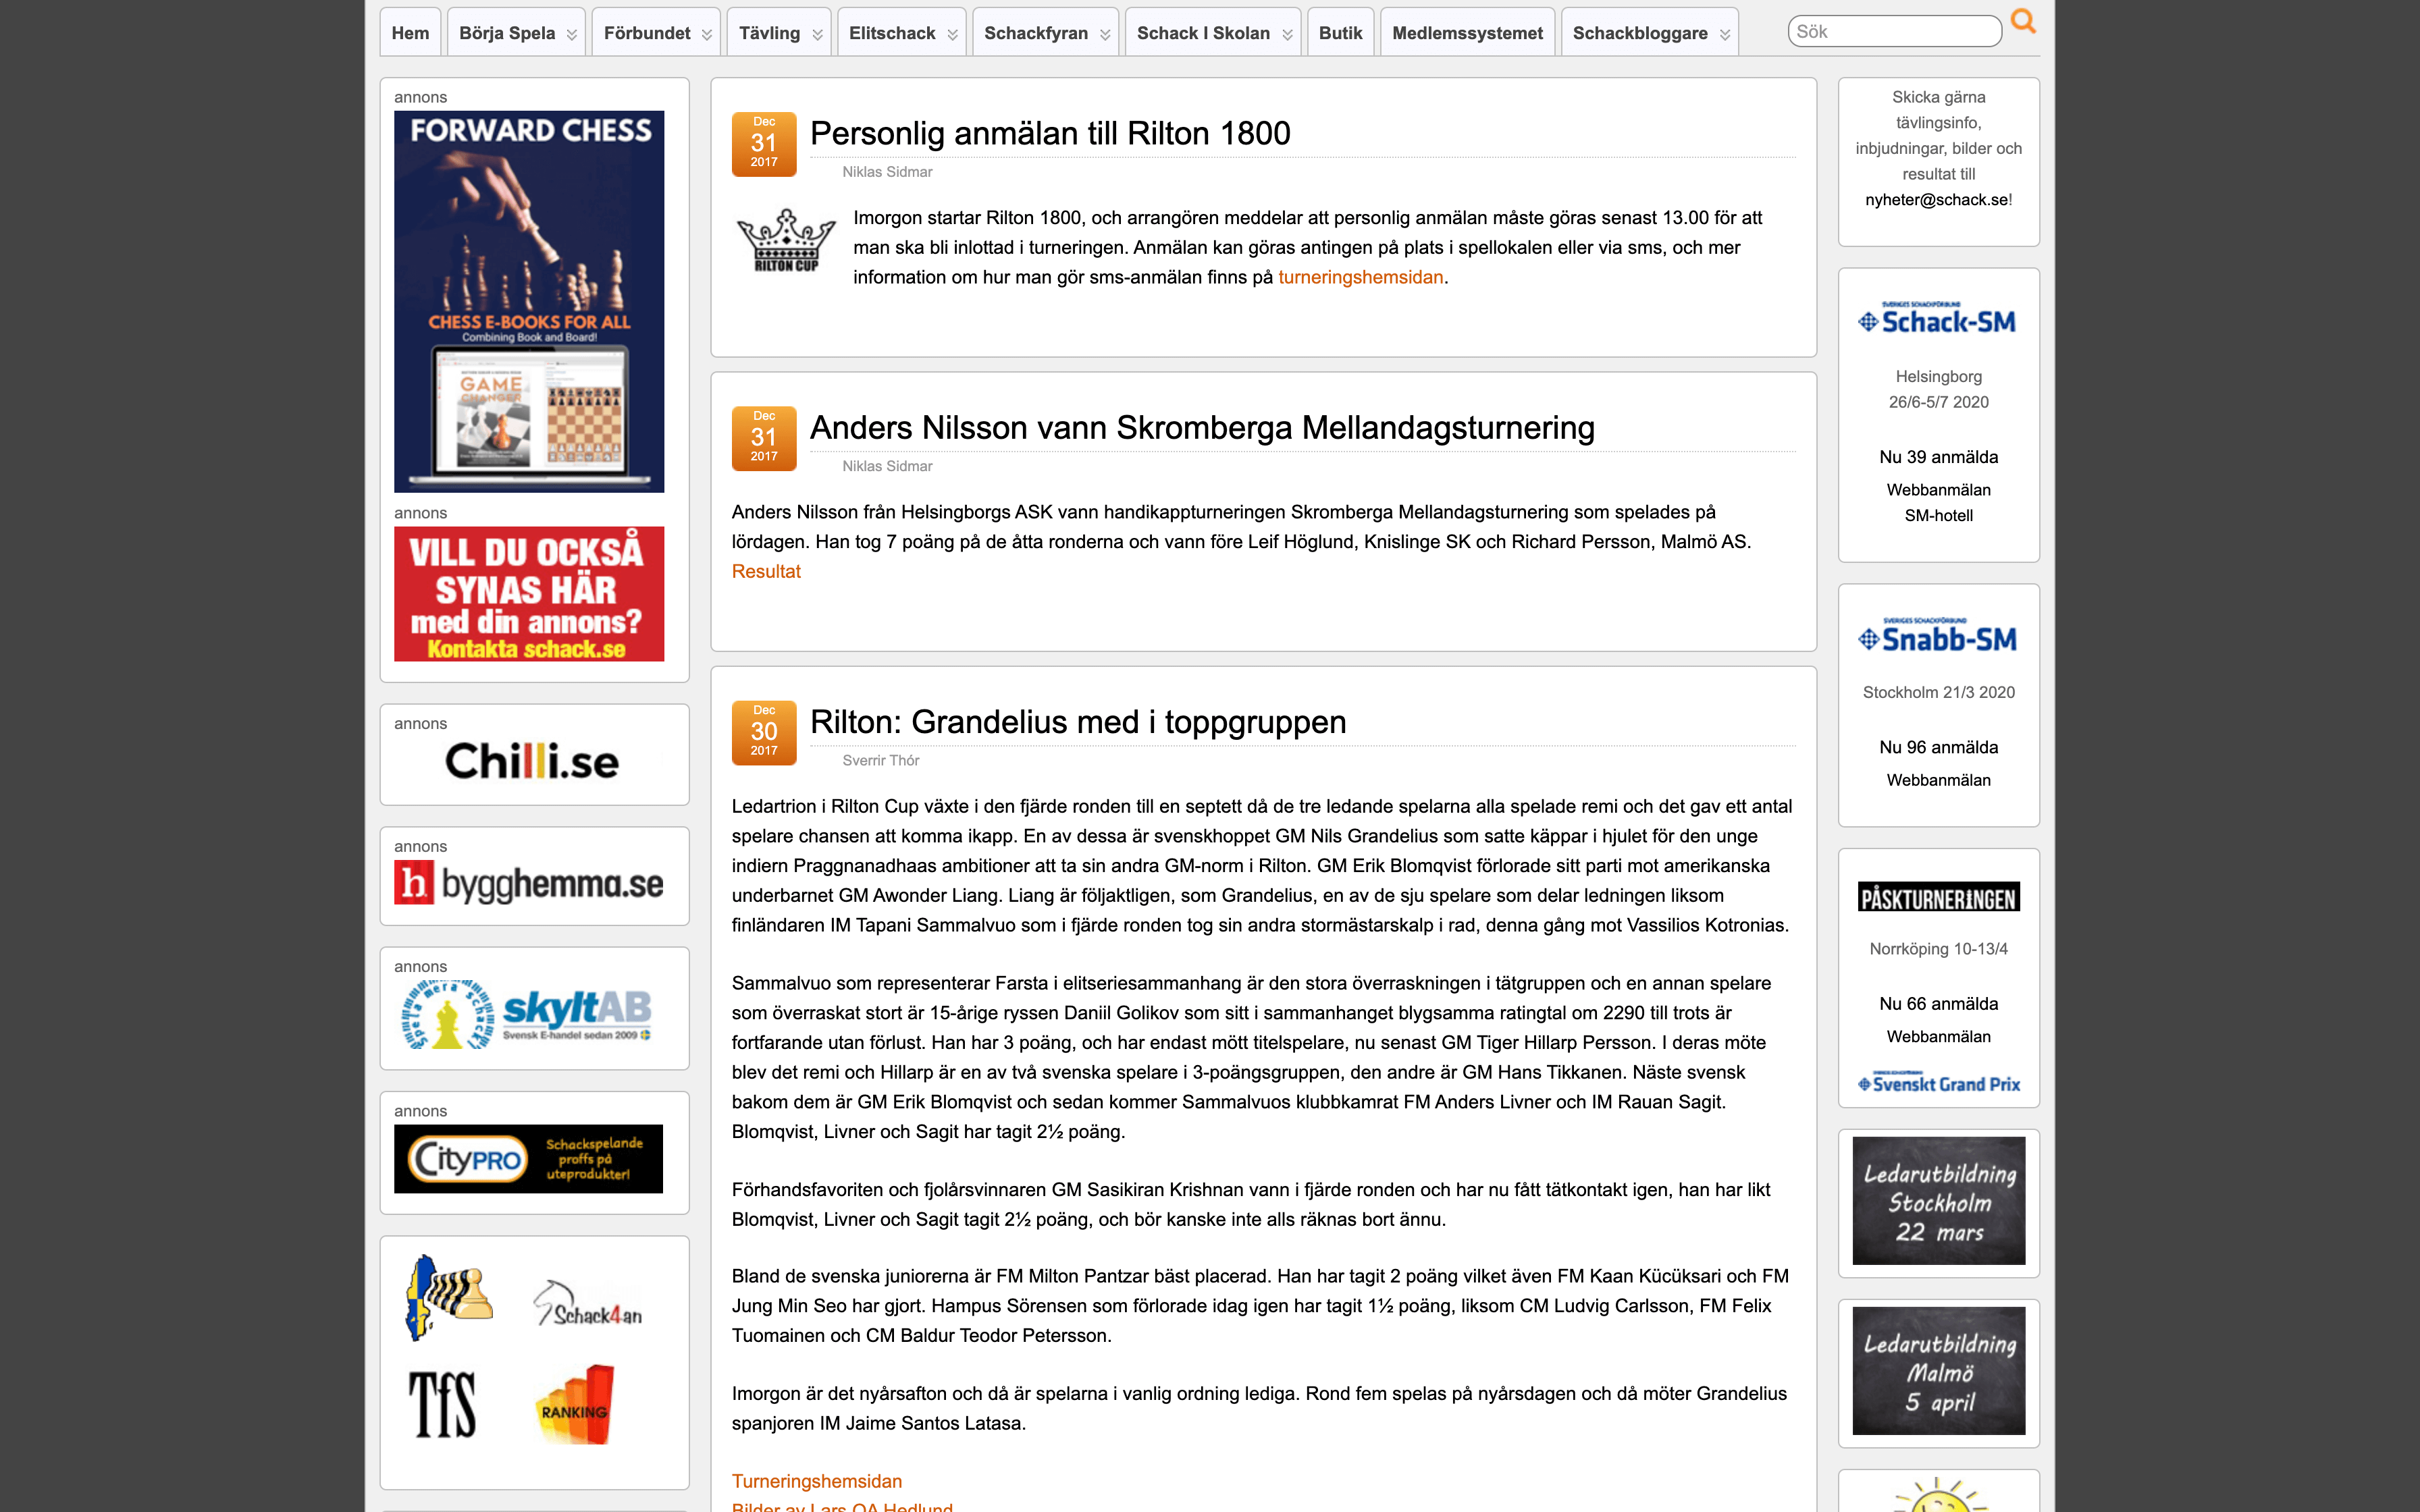 Hem
Börja Spela
Förbundet
Tävling
Elitschack
Schackfyran
Schack I Skolan
Butik
Medlemssystemet
Schackbloggare
Sök
annons
FORWARD CHESS
CHESS E-BOOKS FOR ALL
Combining Book and Board!
GAME
CHANGER
annons
VILL DU OCKSÅ
SYNAS HÄR
med din annons?
Kontakta schack.se
annons
Chilli.se
annons
h bygghemma.se
annons
spela mera schack!
skyltAB
Svensk E-handel sedan 2009
annons
CityPRO
Schackspelande
proffs på
uteprodukter!
Schack4an
TfS
RANKING
Dec
31
2017
Personlig anmälan till Rilton 1800
Niklas Sidmar
RILTON CUP
Imorgon startar Rilton 1800, och arrangören meddelar att personlig anmälan måste göras senast 13.00 för att
man ska bli inlottad i turneringen. Anmälan kan göras antingen på plats i spellokalen eller via sms, och mer
information om hur man gör sms-anmälan finns på turneringshemsidan.
Dec
31
2017
Anders Nilsson vann Skromberga Mellandagsturnering
Niklas Sidmar
Anders Nilsson från Helsingborgs ASK vann handikappturneringen Skromberga Mellandagsturnering som spelades på
lördagen. Han tog 7 poäng på de åtta ronderna och vann före Leif Höglund, Knislinge SK och Richard Persson, Malmö AS.
Resultat
Dec
30
2017
Rilton: Grandelius med i toppgruppen
Sverrir Thór
Ledartrion i Rilton Cup växte i den fjärde ronden till en septett då de tre ledande spelarna alla spelade remi och det gav ett antal
spelare chansen att komma ikapp. En av dessa är svenskhoppet GM Nils Grandelius som satte käppar i hjulet för den unge
indiern Praggnanadhaas ambitioner att ta sin andra GM-norm i Rilton. GM Erik Blomqvist förlorade sitt parti mot amerikanska
underbarnet GM Awonder Liang. Liang är följaktligen, som Grandelius, en av de sju spelare som delar ledningen liksom
finländaren IM Tapani Sammalvuo som i fjärde ronden tog sin andra stormästarskalp i rad, denna gång mot Vassilios Kotronias.
Sammalvuo som representerar Farsta i elitseriesammanhang är den stora överraskningen i tätgruppen och en annan spelare
som överraskat stort är 15-årige ryssen Daniil Golikov som sitt i sammanhanget blygsamma ratingtal om 2290 till trots är
fortfarande utan förlust. Han har 3 poäng, och har endast mött titelspelare, nu senast GM Tiger Hillarp Persson. I deras möte
blev det remi och Hillarp är en av två svenska spelare i 3-poängsgruppen, den andre är GM Hans Tikkanen. Näste svensk
bakom dem är GM Erik Blomqvist och sedan kommer Sammalvuos klubbkamrat FM Anders Livner och IM Rauan Sagit.
Blomqvist, Livner och Sagit har tagit 2½ poäng.
Förhandsfavoriten och fjolårsvinnaren GM Sasikiran Krishnan vann i fjärde ronden och har nu fått tätkontakt igen, han har likt
Blomqvist, Livner och Sagit tagit 2½ poäng, och bör kanske inte alls räknas bort ännu.
Bland de svenska juniorerna är FM Milton Pantzar bäst placerad. Han har tagit 2 poäng vilket även FM Kaan Kücüksari och FM
Jung Min Seo har gjort. Hampus Sörensen som förlorade idag igen har tagit 1½ poäng, liksom CM Ludvig Carlsson, FM Felix
Tuomainen och CM Baldur Teodor Petersson.
Imorgon är det nyårsafton och då är spelarna i vanlig ordning lediga. Rond fem spelas på nyårsdagen och då möter Grandelius
spanjoren IM Jaime Santos Latasa.
Turneringshemsidan
Bilder av Lars OA Hedlund
Skicka gärna
tävlingsinfo,
inbjudningar, bilder och
resultat till
nyheter@schack.se!
SVERIGES SCHACKFÖRBUND
Schack-SM
Helsingborg
26/6-5/7 2020
Nu 39 anmälda
Webbanmälan
SM-hotell
SVERIGES SCHACKFÖRBUND
Snabb-SM
Stockholm 21/3 2020
Nu 96 anmälda
Webbanmälan
PÅSKTURNERINGEN
Norrköping 10-13/4
Nu 66 anmälda
Webbanmälan
Svenskt Grand Prix
Ledarutbildning
Stockholm
22 mars
Ledarutbildning
Malmö
5 april